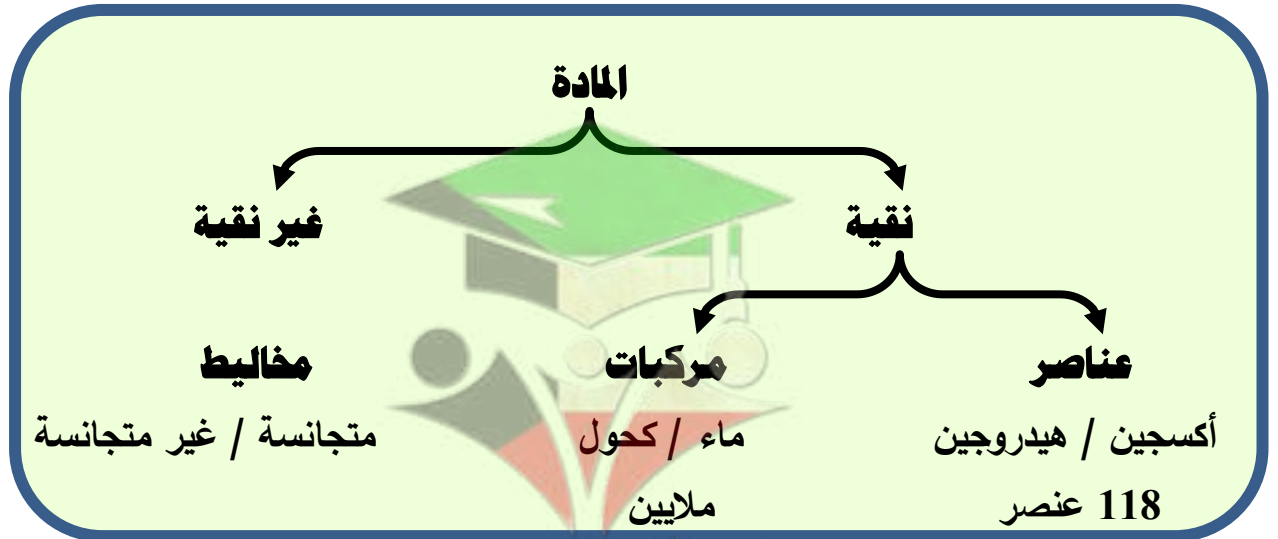 المادة
نقية
غير نقية
عناصر
مركبات
مخاليط
أكسجين / هيدروجين
ماء / كحول
متجانسة / غير متجانسة
118 عنصر
ملايين